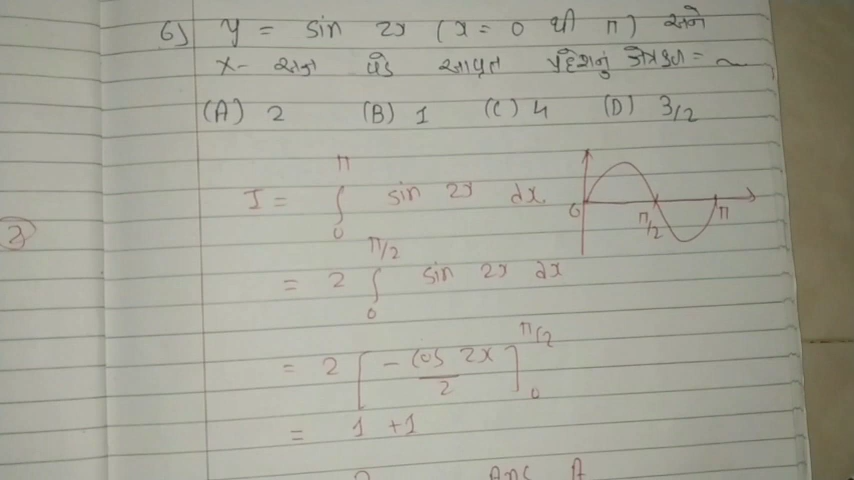 6) y = sin 2x (x = 0 થી π) અને
x- અક્ષ વડે આવૃત પ્રદેશનું ક્ષેત્રફળ = ~
(A) 2 (B) 1 (C) 4 (D) 3/2
I = ∫₀^π sin 2x dx.
0 π/2 π
= 2 ∫₀^π/2 sin 2x dx
= 2 [ - cos 2x / 2 ]₀^π/2
= 1 + 1
Ans A